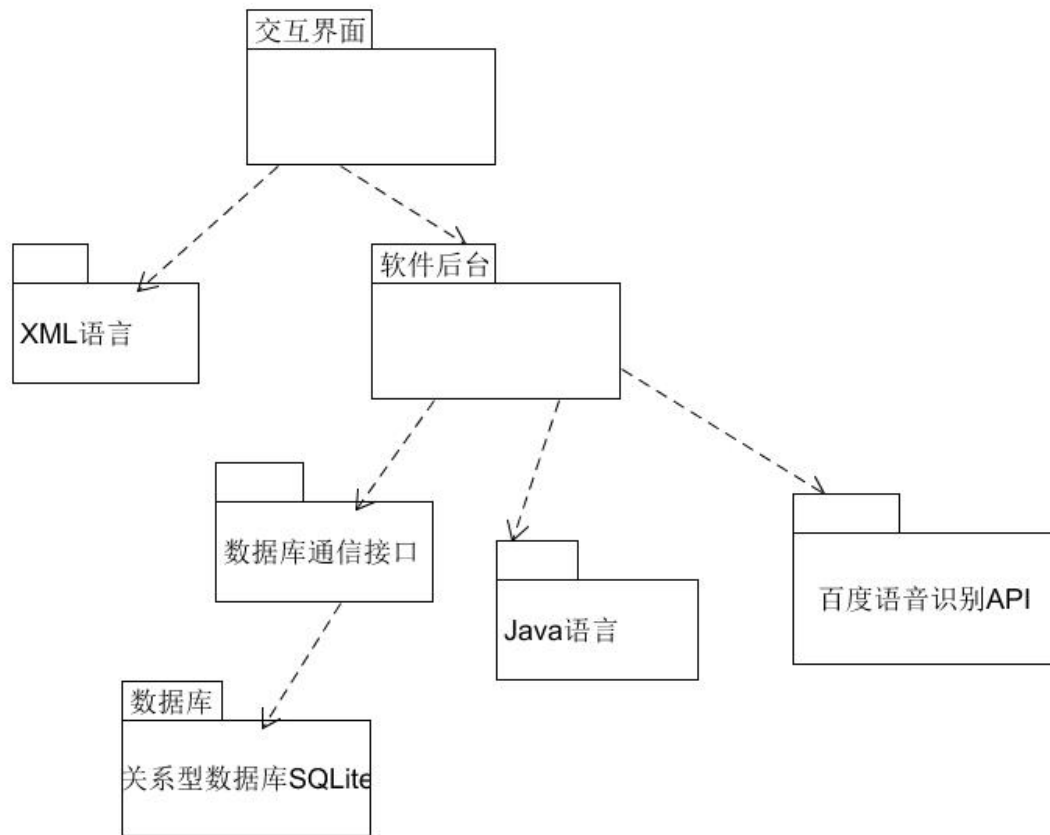 交互界面
软件后台
XML语言
数据库通信接口
百度语音识别API
Java语言
数据库
关系型数据库SQLite